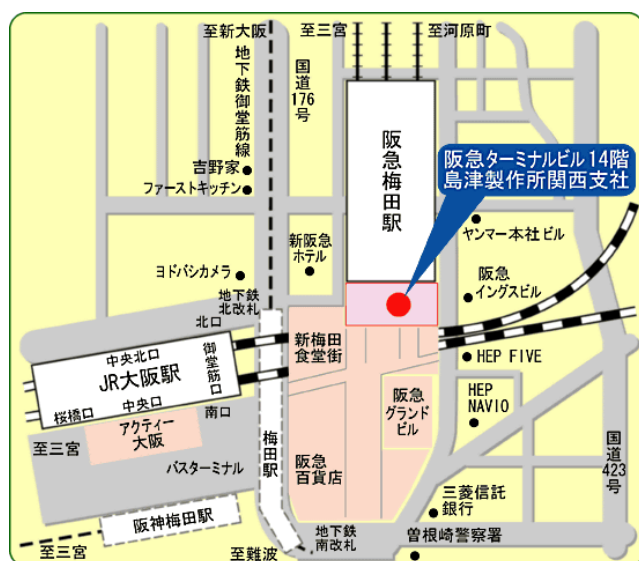 至新大阪
至三宮
至河原町
地下鉄御堂筋線
国道
176
号
阪急梅田駅
阪急ターミナルビル 14階
島津製作所関西支社
吉野家
ファーストキッチン
ヤンマー本社ビル
新阪急
ホテル
ヨドバシカメラ
阪急
イングスビル
地下鉄
北改札
北口
新梅田
食堂街
中央北口
御堂筋口
JR大阪駅
HEP FIVE
桜橋口
中央口
南口
阪急
グランド
ビル
HEP
NAVIO
アクティー
大阪
梅田駅
国道
423
号
至三宮
バスターミナル
阪急
百貨店
三菱信託
銀行
阪神梅田駅
地下鉄
南改札
曽根崎警察署
至三宮
至難波